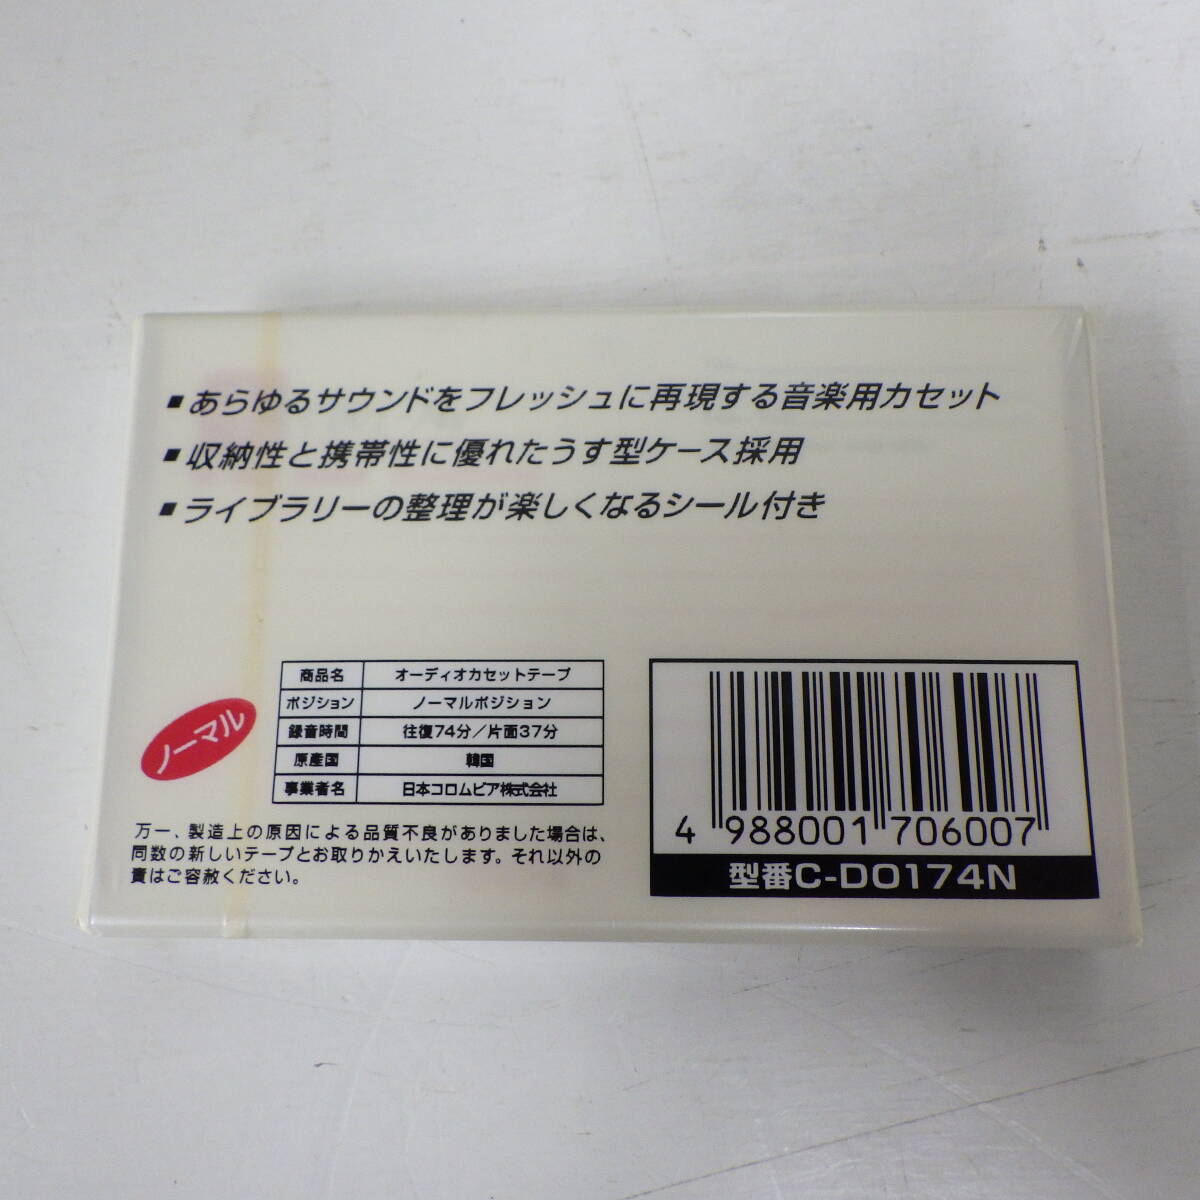 ■あらゆるサウンドをフレッシュに再現する音楽用カセット
■収納性と携帯性に優れたうす型ケース採用
■ライブラリーの整理が楽しくなるシール付き
ノーマル
商品名 オーディオカセットテープ
ポジション ノーマルポジション
録音時間 往復74分／片面37分
原産国 韓国
事業者名 日本コロムビア株式会社
万一、製造上の原因による品質不良がありました場合は、
同数の新しいテープとお取りかえいたします。それ以外の
責はご容赦ください。
4 988001 706007
型番C-DO174N